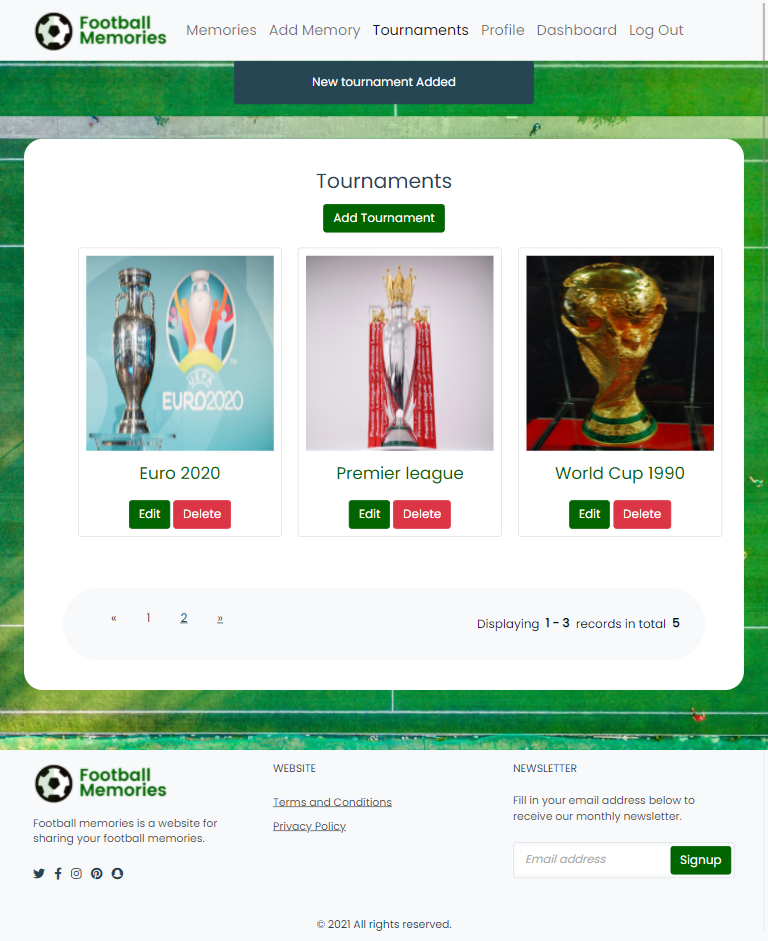 Football
Memories
Memories Add Memory Tournaments Profile Dashboard Log Out
New tournament Added
Tournaments
Add Tournament
UEFA
EURO2020
Euro 2020
Edit Delete
Premier league
Edit Delete
World Cup 1990
Edit Delete
« 1 2 »
Displaying 1 - 3 records in total 5
Football
Memories
Football memories is a website for
sharing your football memories.
WEBSITE
Terms and Conditions
Privacy Policy
NEWSLETTER
Fill in your email address below to
receive our monthly newsletter.
Email address
Signup
© 2021 All rights reserved.